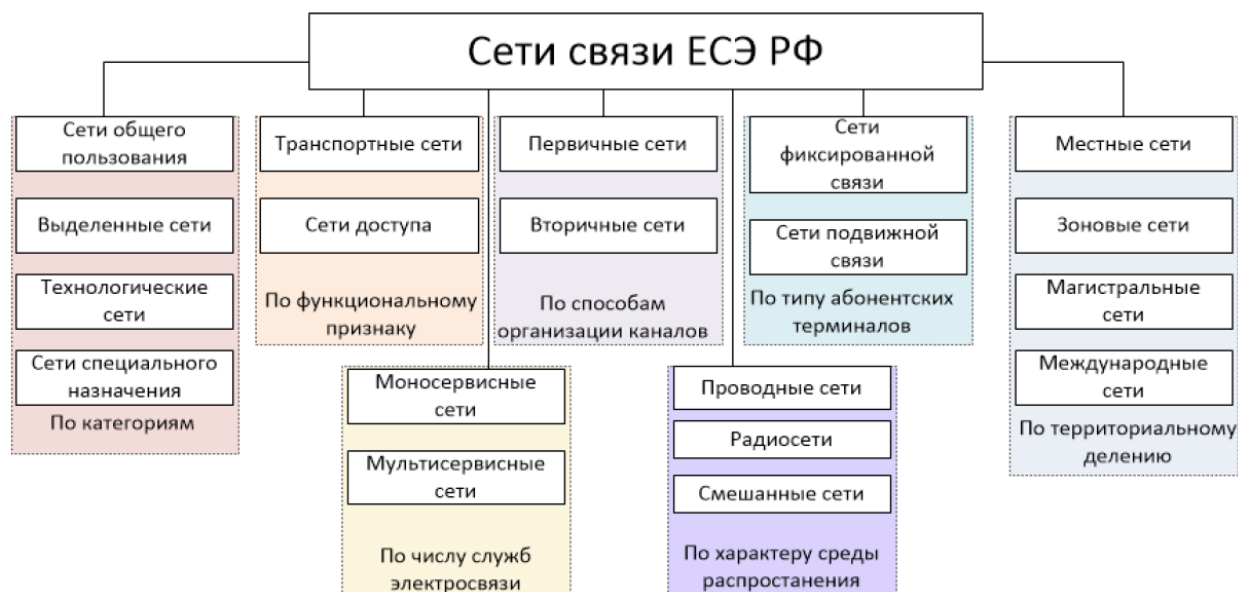 Сети связи ЕСЭ РФ
Сети общего
пользования
Выделенные сети
Технологические
сети
Сети специального
назначения
По категориям
Транспортные сети
Сети доступа
По функциональному
признаку
Первичные сети
Вторичные сети
По способам
организации каналов
Сети
фиксированной
связи
Сети подвижной
связи
По типу абонентских
терминалов
Местные сети
Зоновые сети
Магистральные
сети
Международные
сети
По территориальному
делению
Моносервисные
сети
Мультисервисные
сети
По числу служб
электросвязи
Проводные сети
Радиосети
Смешанные сети
По характеру среды
распростанения